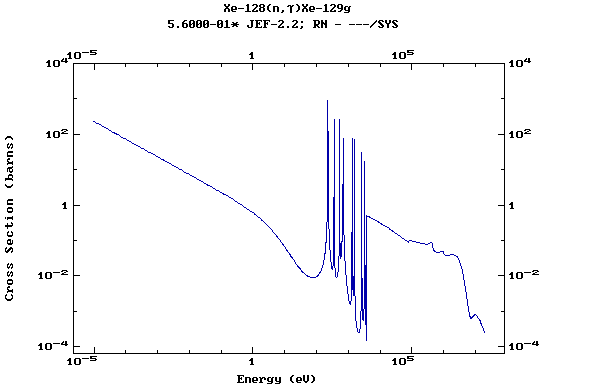 Xe-128(n,γ)Xe-129g
5.6000-01* JEF-2.2; RN - ---/SYS
10-5 1 105
104 104
102 102
1 1
10-2 10-2
10-4 10-4
10-5 1 105
Cross Section (barns)
Energy (eV)